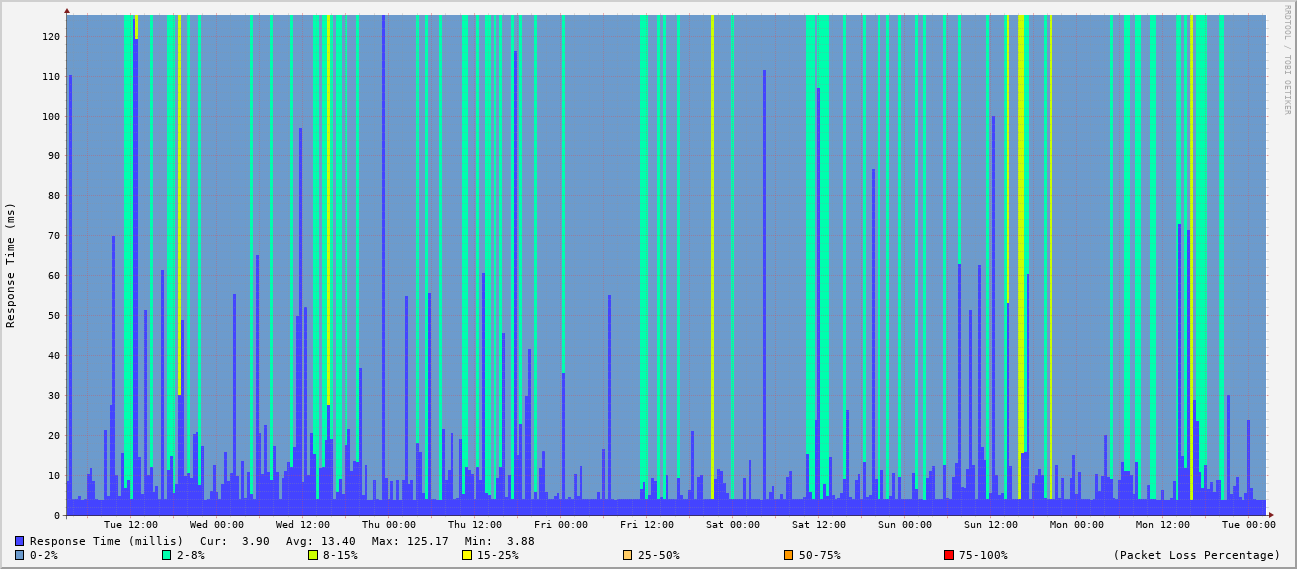 RRDTOOL / TOBI OETIKER
Response Time (ms)
120
110
100
90
80
70
60
50
40
30
20
10
0
Tue 12:00 Wed 00:00 Wed 12:00 Thu 00:00 Thu 12:00 Fri 00:00 Fri 12:00 Sat 00:00 Sat 12:00 Sun 00:00 Sun 12:00 Mon 00:00 Mon 12:00 Tue 00:00
Response Time (millis) Cur: 3.90 Avg: 13.40 Max: 125.17 Min: 3.88
0-2% 2-8% 8-15% 15-25% 25-50% 50-75% 75-100% (Packet Loss Percentage)